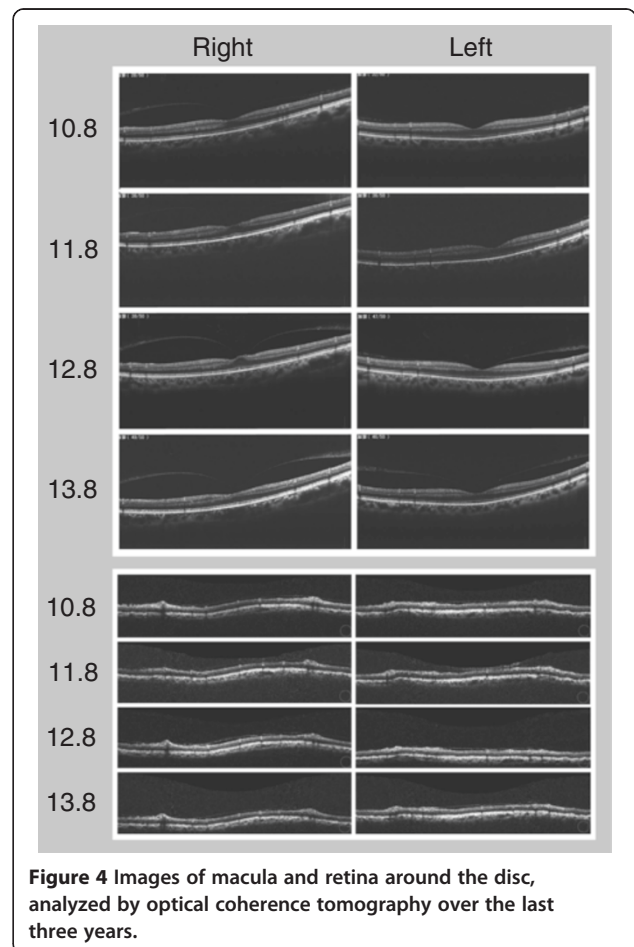 Right Left
10.8
11.8
12.8
13.8
10.8
11.8
12.8
13.8
Figure 4 Images of macula and retina around the disc,
analyzed by optical coherence tomography over the last
three years.